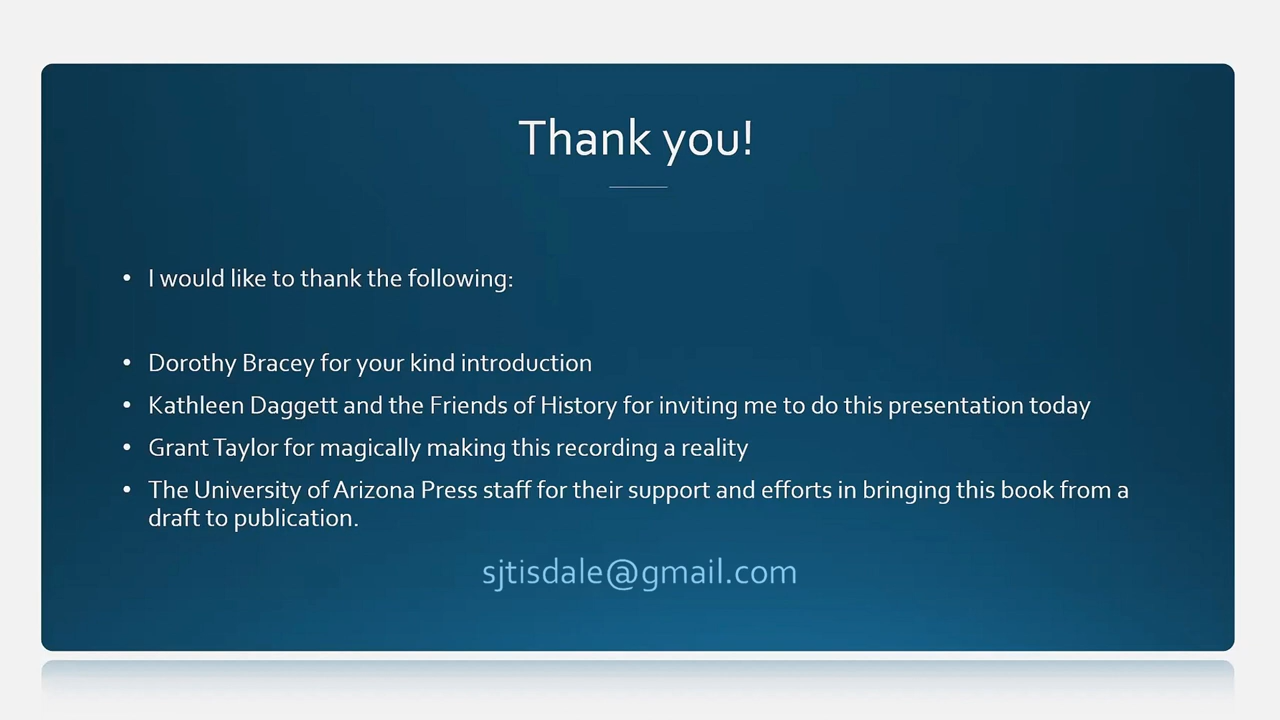 Thank you!
• I would like to thank the following:
• Dorothy Bracey for your kind introduction
• Kathleen Daggett and the Friends of History for inviting me to do this presentation today
• Grant Taylor for magically making this recording a reality
• The University of Arizona Press staff for their support and efforts in bringing this book from a
draft to publication.
sjtisdale@gmail.com